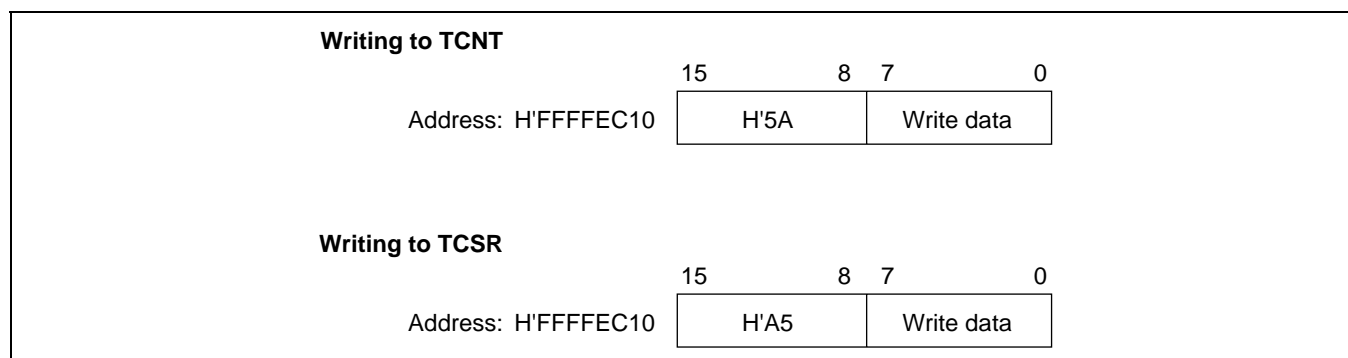 Writing to TCNT
15 8 7 0
Address: H'FFFFEC10 H'5A Write data
Writing to TCSR
15 8 7 0
Address: H'FFFFEC10 H'A5 Write data